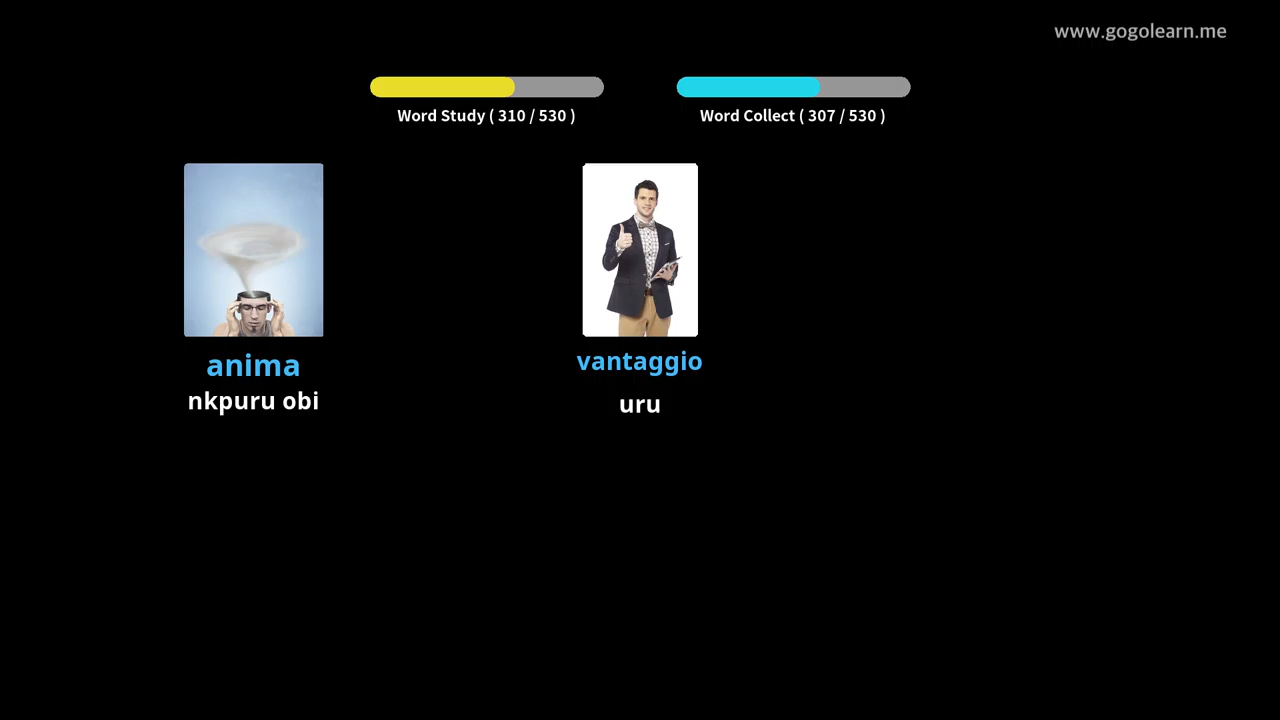 www.gogolearn.me
Word Study ( 310 / 530 )
Word Collect ( 307 / 530 )
anima
nkpuru obi
vantaggio
uru